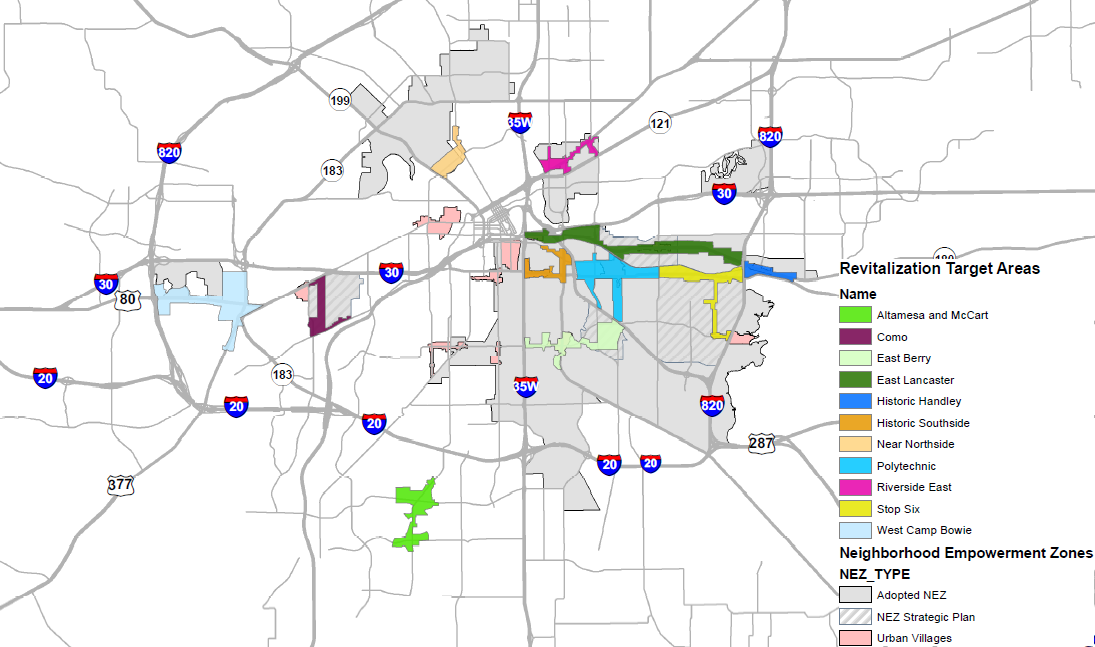 199
35W
121
820
820
183
30
180
30
30
80
183
20
20
20
35W
820
287
20
20
377
Revitalization Target Areas
Name
Altamesa and McCart
Como
East Berry
East Lancaster
Historic Handley
Historic Southside
Near Northside
Polytechnic
Riverside East
Stop Six
West Camp Bowie
Neighborhood Empowerment Zones
NEZ_TYPE
Adopted NEZ
NEZ Strategic Plan
Urban Villages